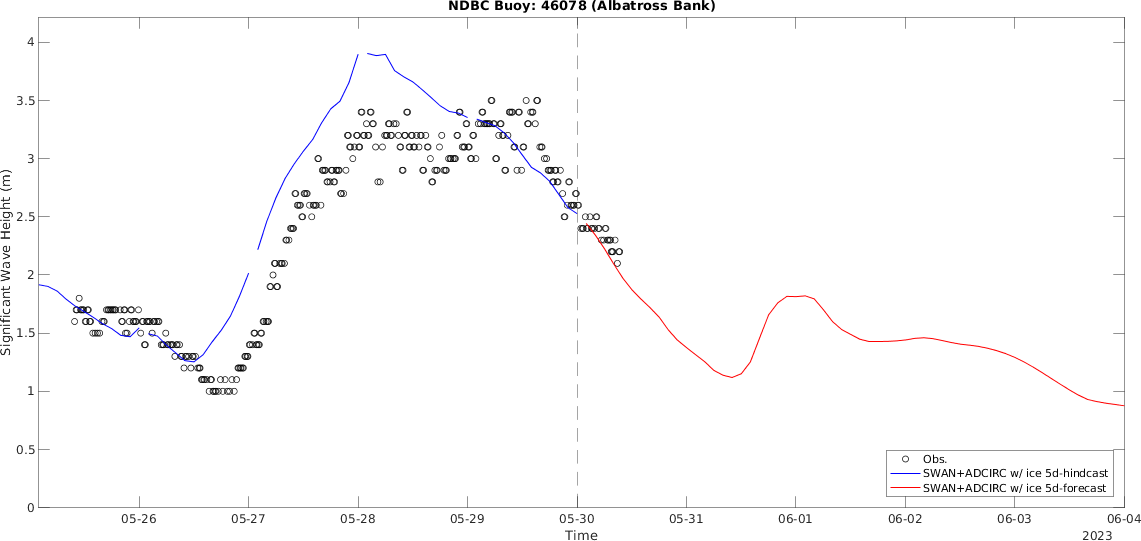 NDBC Buoy: 46078 (Albatross Bank)
Significant Wave Height (m)
4
3.5
3
2.5
2
1.5
1
0.5
0
Obs.
SWAN+ADCIRC w/ ice 5d-hindcast
SWAN+ADCIRC w/ ice 5d-forecast
05-26 05-27 05-28 05-29 05-30 05-31 06-01 06-02 06-03 06-04
Time
2023